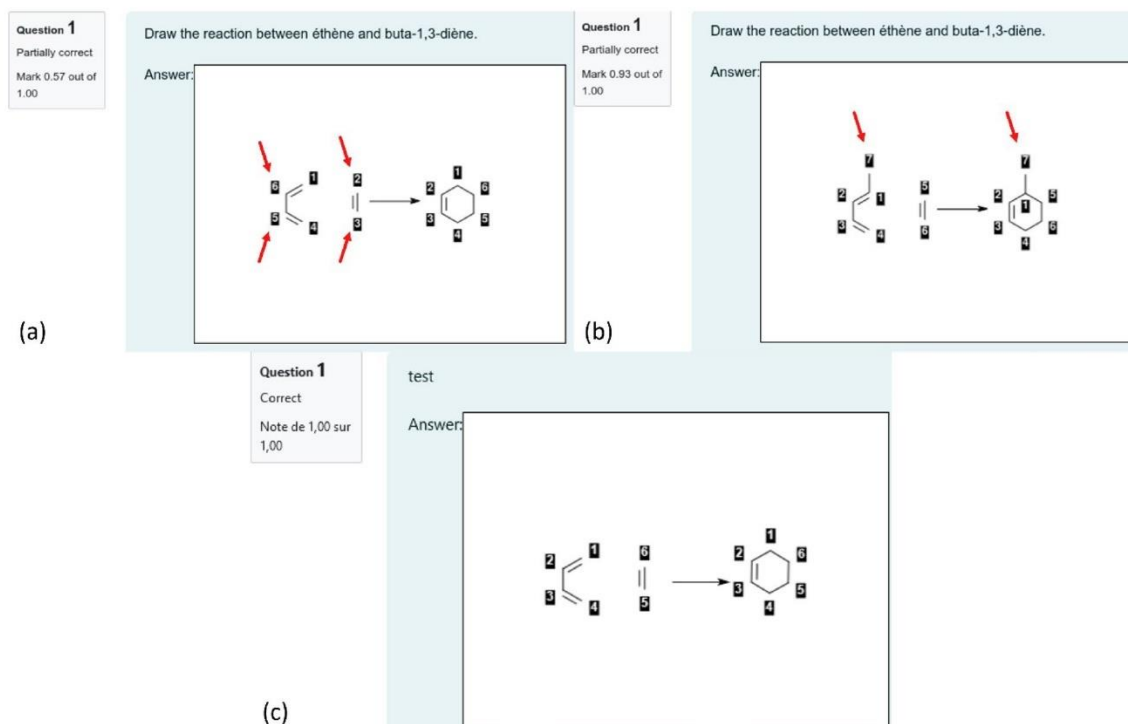 Question 1
Partially correct
Mark 0.57 out of
1.00
Draw the reaction between éthène and buta-1,3-diène.
Answer:
6
1
5
4
2
3
1
2
6
3
5
4
(a)
Question 1
Partially correct
Mark 0.93 out of
1.00
Draw the reaction between éthène and buta-1,3-diène.
Answer:
7
2
1
3
4
5
6
7
2
1
5
3
6
4
(b)
Question 1
Correct
Note de 1,00 sur
1,00
test
Answer:
2
1
3
4
6
5
1
2
6
3
5
4
(c)